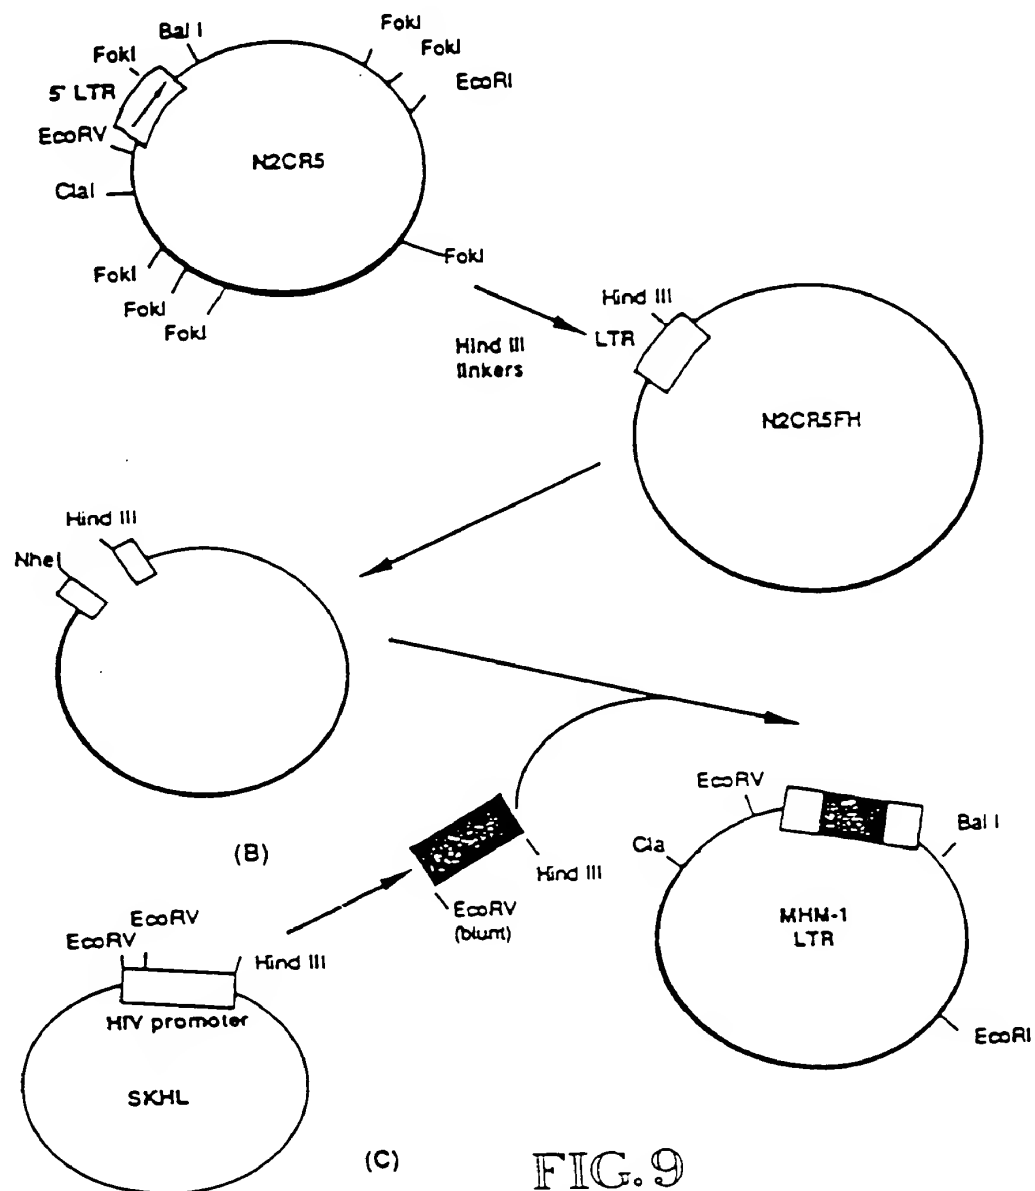 FokI
Bal I
FokI
FokI
EcoRI
5' LTR
EcoRV
ClaI
N2CR5
FokI
FokI
FokI
FokI
Hind III
linkers
Hind III
LTR
N2CR5FH
Hind III
NheI
(B)
EcoRV
(blunt)
Hind III
EcoRV
Cla
Bal I
MHM-1
LTR
EcoRI
EcoRV
EcoRV
Hind III
HIV promoter
SKHL
(C)
FIG. 9